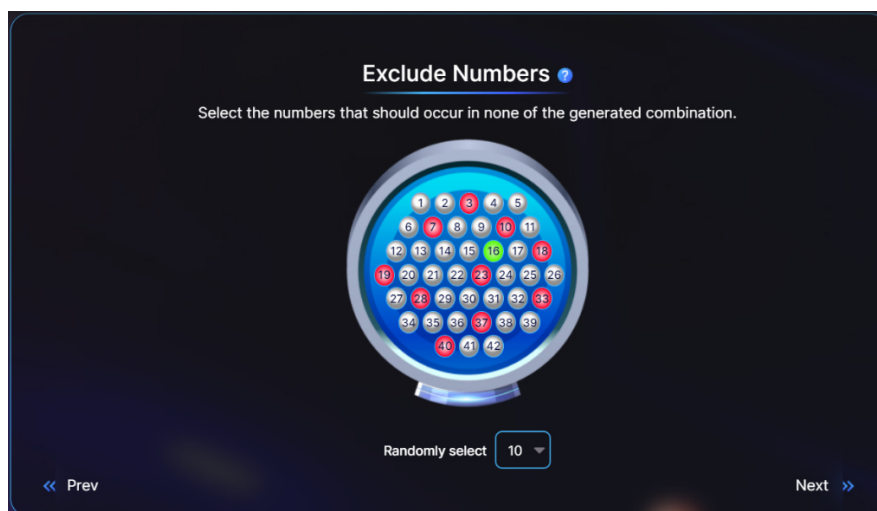 Exclude Numbers ?
Select the numbers that should occur in none of the generated combination.
1 2 3 4 5
6 7 8 9 10 11
12 13 14 15 16 17 18
19 20 21 22 23 24 25 26
27 28 29 30 31 32 33
34 35 36 37 38 39
40 41 42
Randomly select 10
Prev Next